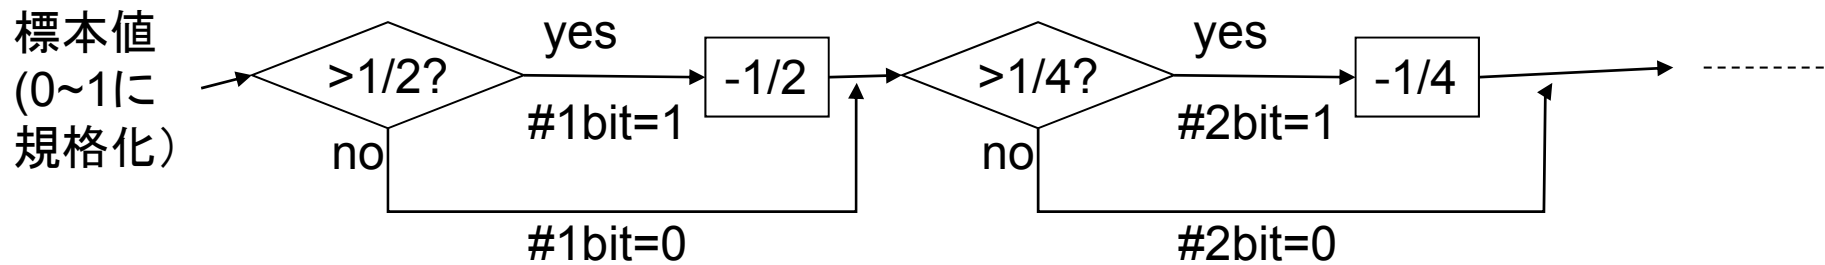 標本値
(0~1に
規格化）
>1/2?
yes
#1bit=1
no
#1bit=0
-1/2
>1/4?
yes
#2bit=1
no
#2bit=0
-1/4